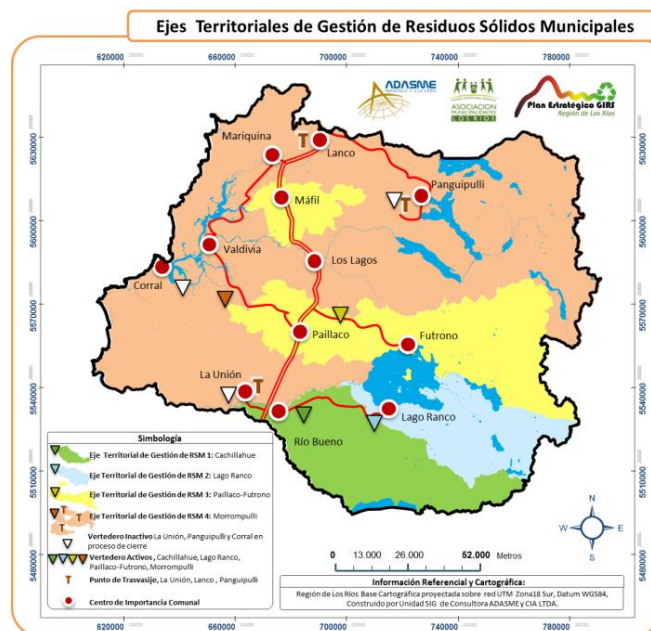 Ejes Territoriales de Gestión de Residuos Sólidos Municipales
620000 660000 700000 740000 780000
ADASME
ASOCIACION
MUNICIPALIDADES
LOS RIOS
Plan Estratégico GIRS
Región de Los Ríos
5630000 5630000
5600000 5600000
5570000 5570000
5540000 5540000
5510000 5510000
5480000 5480000
Mariquina
T
Lanco
Panguipulli
T
Máfil
Valdivia
Los Lagos
Corral
Paillaco
Futrono
La Unión
T
Lago Ranco
Río Bueno
Simbología
Eje Territorial de Gestión de RSM 1: Cachillahue
Eje Territorial de Gestión de RSM 2: Lago Ranco
Eje Territorial de Gestión de RSM 3: Paillaco-Futrono
Eje Territorial de Gestión de RSM 4: Morrompulli
T
T
T
Vertedero Inactivo La Unión, Panguipulli y Corral en
proceso de cierre
Vertedero Activos, Cachillahue, Lago Ranco,
Paillaco-Futrono, Morrompulli
T Punto de Travasije, La Unión, Lanco, Panguipulli
Centro de Importancia Comunal
N
W E
S
0 13.000 26.000 52.000 Metros
Información Referencial y Cartográfica:
Región de Los Ríos Base Cartográfica proyectada sobre red UTM Zona18 Sur, Datum WGS84,
Construido por Unidad SIG de Consultora ADASME y CIA LTDA.
620000 660000 700000 740000 780000